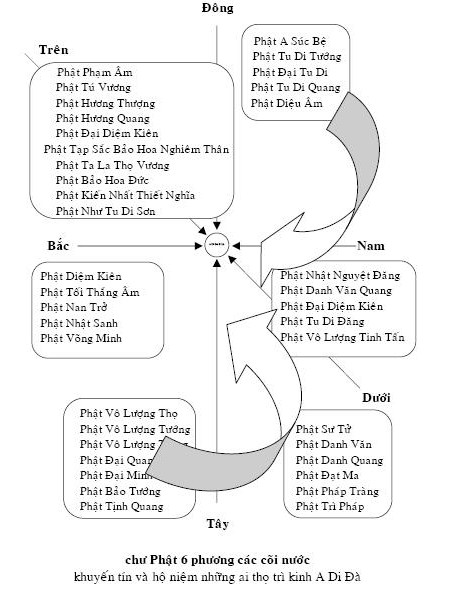 Đông
Trên
Phật A Súc Bệ
Phật Tu Di Tướng
Phật Đại Tu Di
Phật Tu Di Quang
Phật Diệu Âm
Phật Phạm Âm
Phật Tú Vương
Phật Hương Thượng
Phật Hương Quang
Phật Đại Diệm Kiên
Phật Tạp Sắc Bảo Hoa Nghiêm Thân
Phật Ta La Thọ Vương
Phật Bảo Hoa Đức
Phật Kiến Nhất Thiết Nghĩa
Phật Như Tu Di Sơn
Bắc
Nam
Phật Diệm Kiên
Phật Tối Thắng Âm
Phật Nan Trở
Phật Nhật Sanh
Phật Võng Minh
Phật Nhật Nguyệt Đăng
Phật Danh Văn Quang
Phật Đại Diệm Kiên
Phật Tu Di Đăng
Phật Vô Lượng Tinh Tấn
Dưới
Phật Vô Lượng Thọ
Phật Vô Lượng Tướng
Phật Vô Lượng
Phật Đại Quang
Phật Đại Minh
Phật Bảo Tướng
Phật Tịnh Quang
Phật Sư Tử
Phật Danh Văn
Phật Danh Quang
Phật Đạt Ma
Phật Pháp Tràng
Phật Trì Pháp
Tây
chư Phật 6 phương các cõi nước
khuyến tín và hộ niệm những ai thọ trì kinh A Di Đà